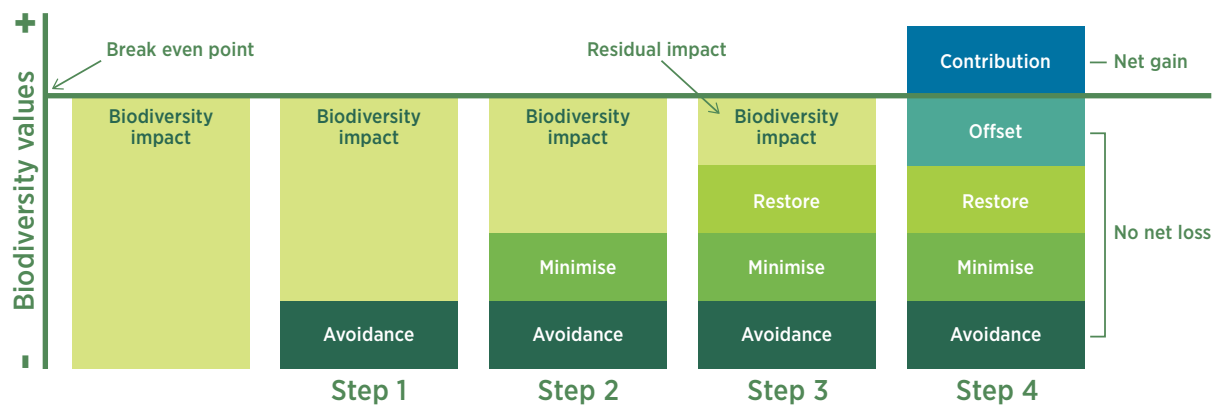 +
Biodiversity values
-
Break even point
Residual impact
Net gain
No net loss
Biodiversity
impact
Biodiversity
impact
Avoidance
Step 1
Biodiversity
impact
Minimise
Avoidance
Step 2
Biodiversity
impact
Restore
Minimise
Avoidance
Step 3
Contribution
Offset
Restore
Minimise
Avoidance
Step 4